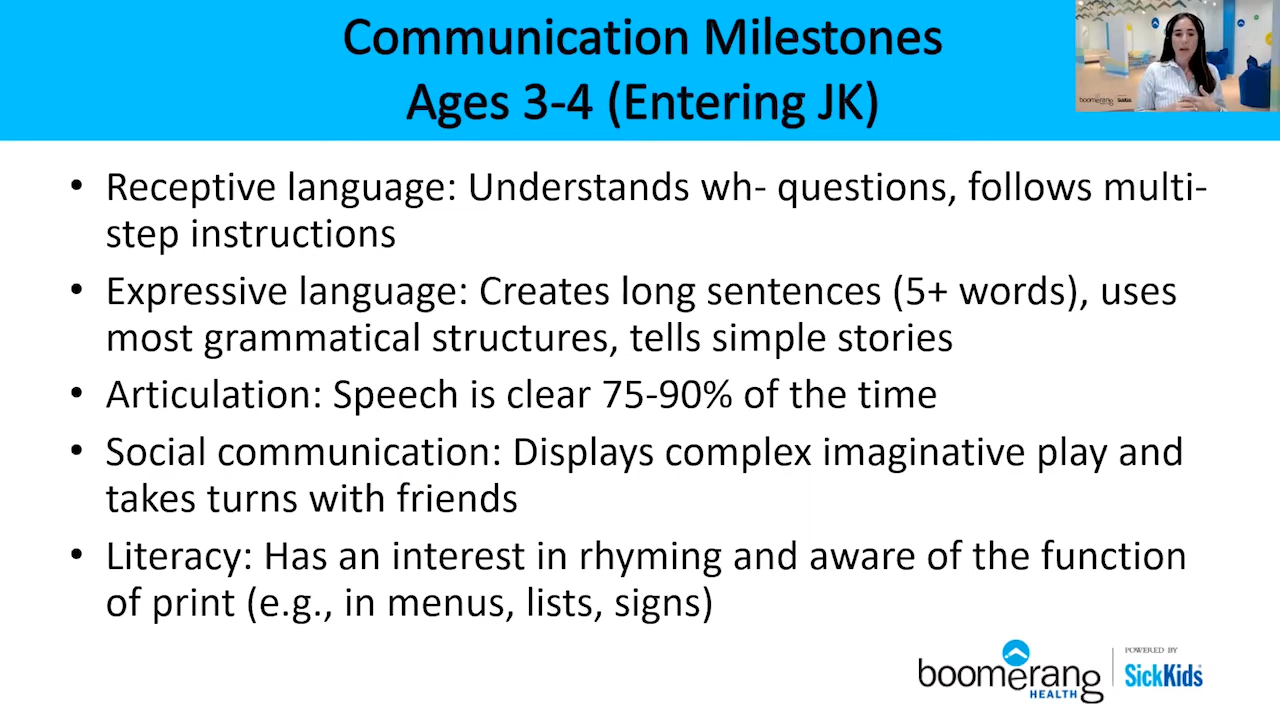 Communication Milestones
Ages 3-4 (Entering JK)
boomerang SickKids
• Receptive language: Understands wh- questions, follows multi-
step instructions
• Expressive language: Creates long sentences (5+ words), uses
most grammatical structures, tells simple stories
• Articulation: Speech is clear 75-90% of the time
• Social communication: Displays complex imaginative play and
takes turns with friends
• Literacy: Has an interest in rhyming and aware of the function
of print (e.g., in menus, lists, signs)
boomerang
HEALTH
POWERED BY
SickKids